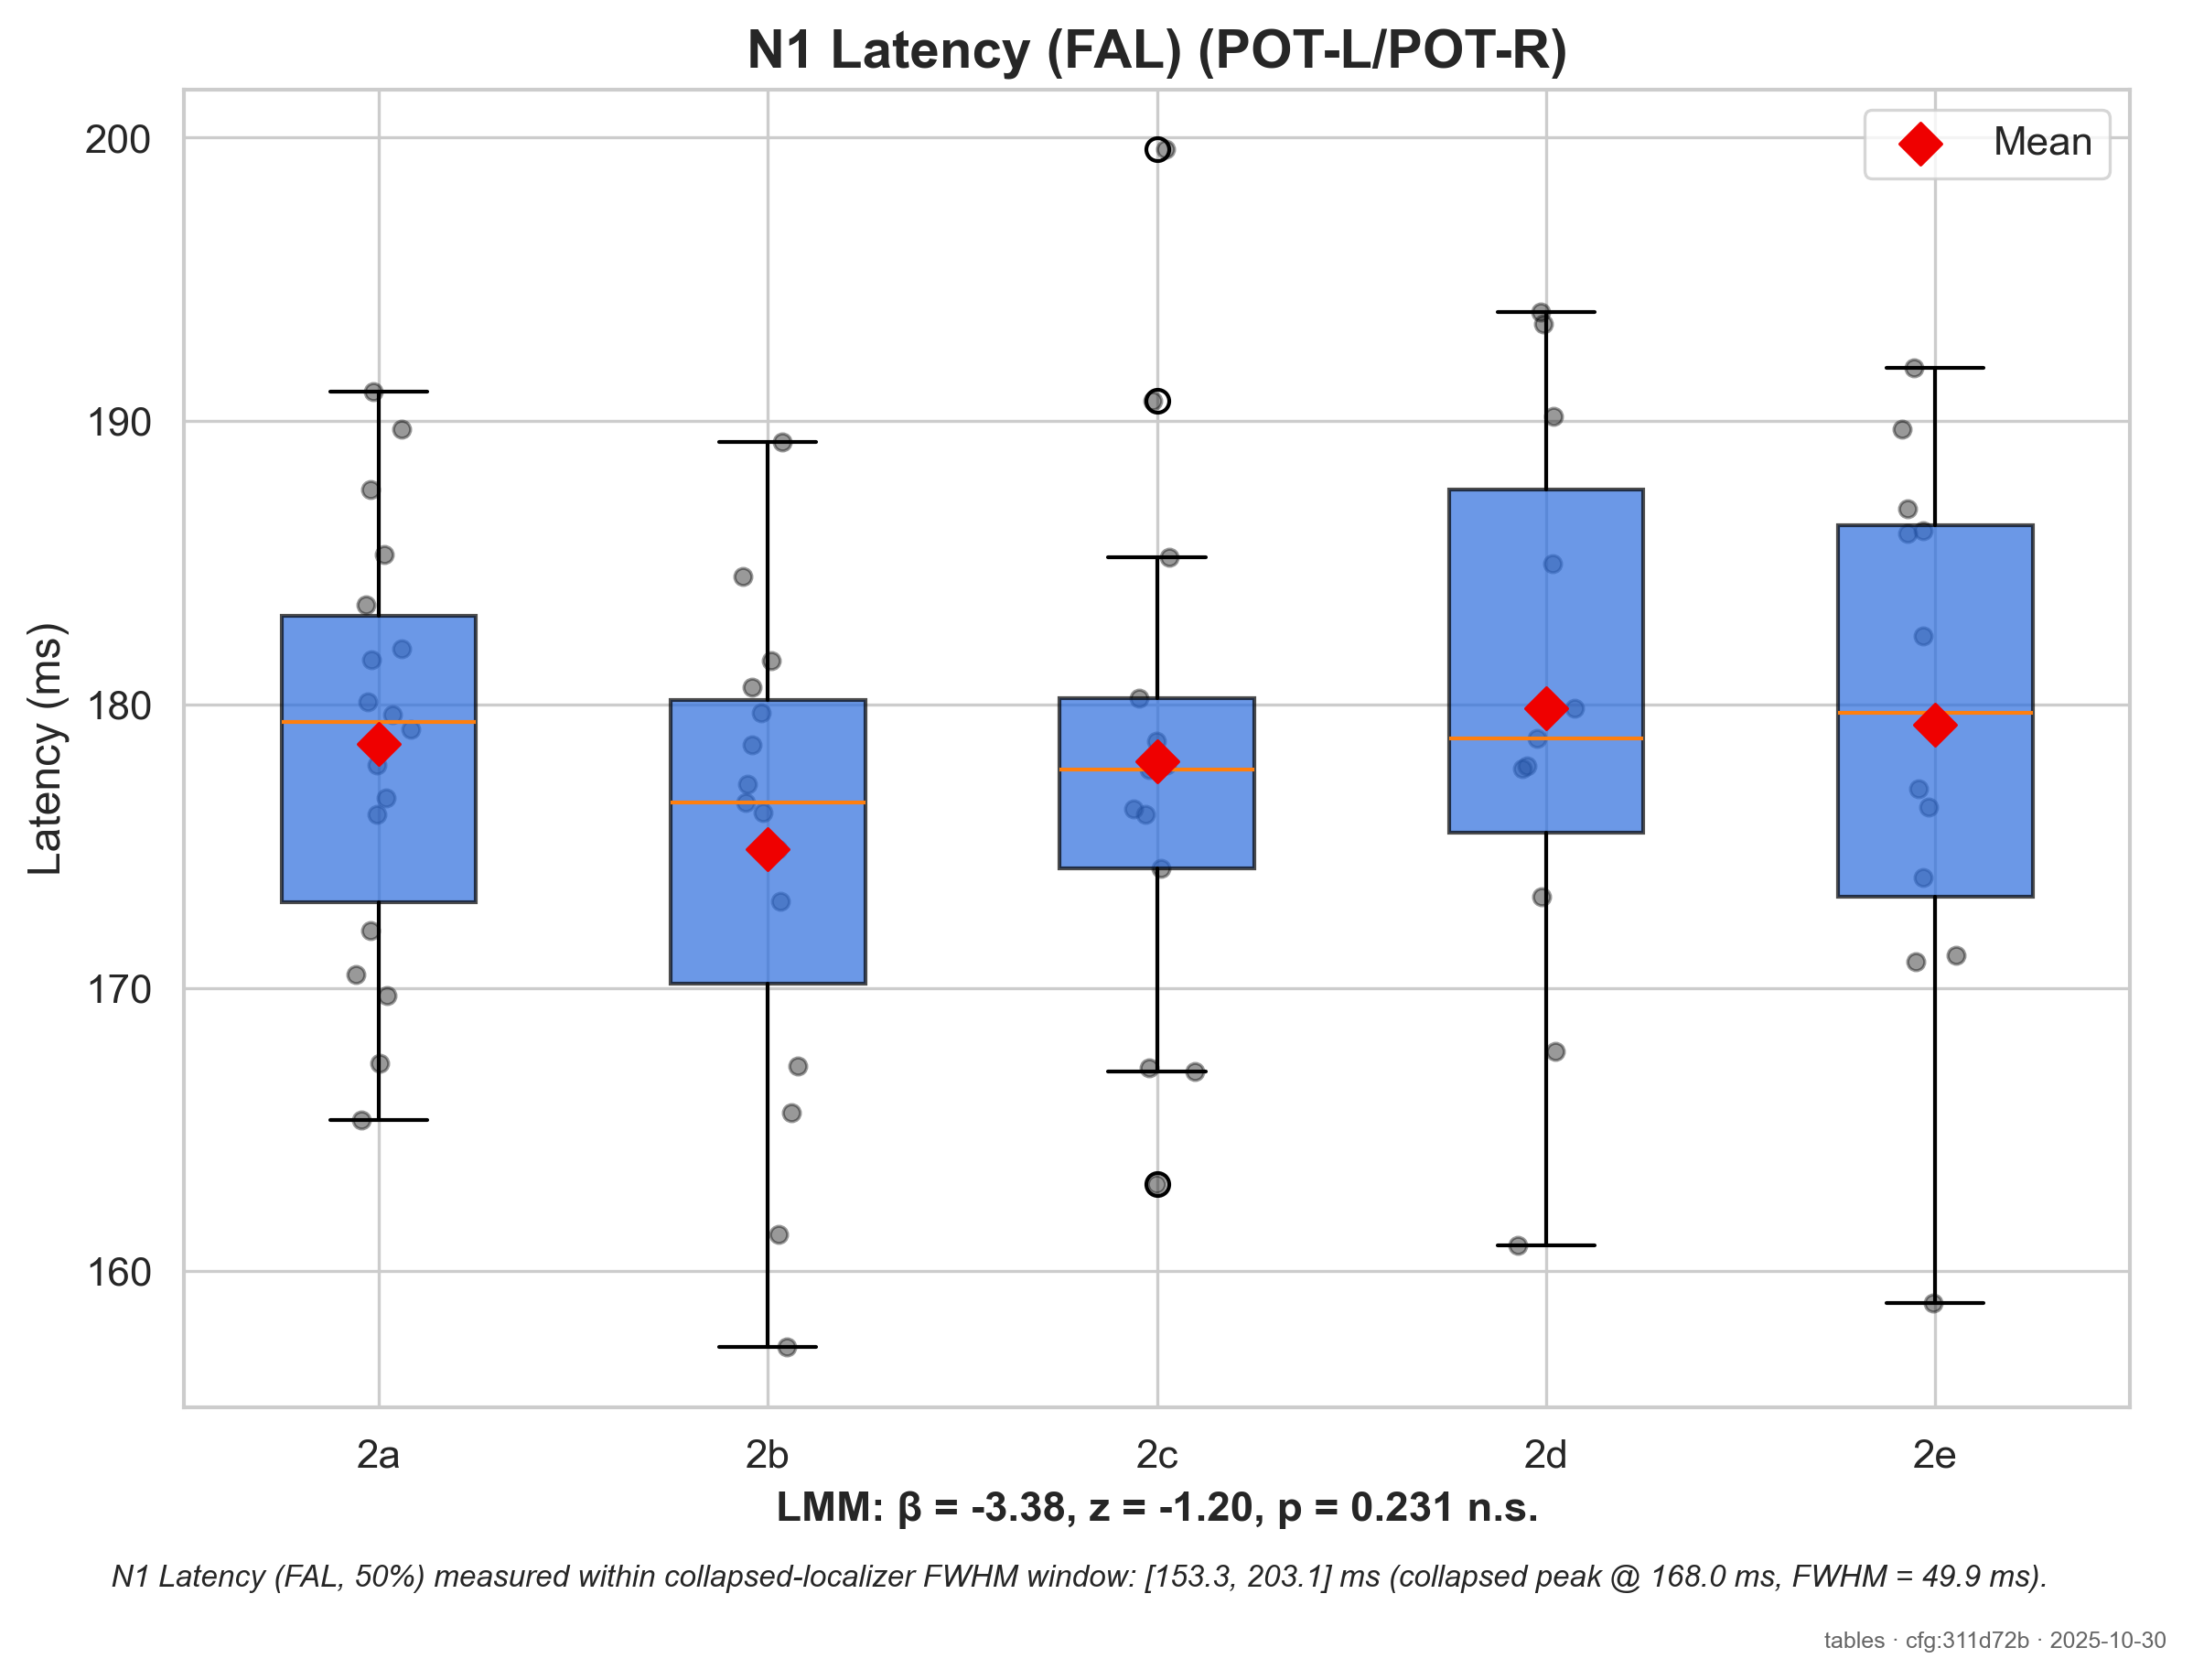 N1 Latency (FAL) (POT-L/POT-R)
Mean
200
190
180
170
160
Latency (ms)
2a 2b 2c 2d 2e
LMM: β = -3.38, z = -1.20, p = 0.231 n.s.
N1 Latency (FAL, 50%) measured within collapsed-localizer FWHM window: [153.3, 203.1] ms (collapsed peak @ 168.0 ms, FWHM = 49.9 ms).
tables · cfg:311d72b · 2025-10-30